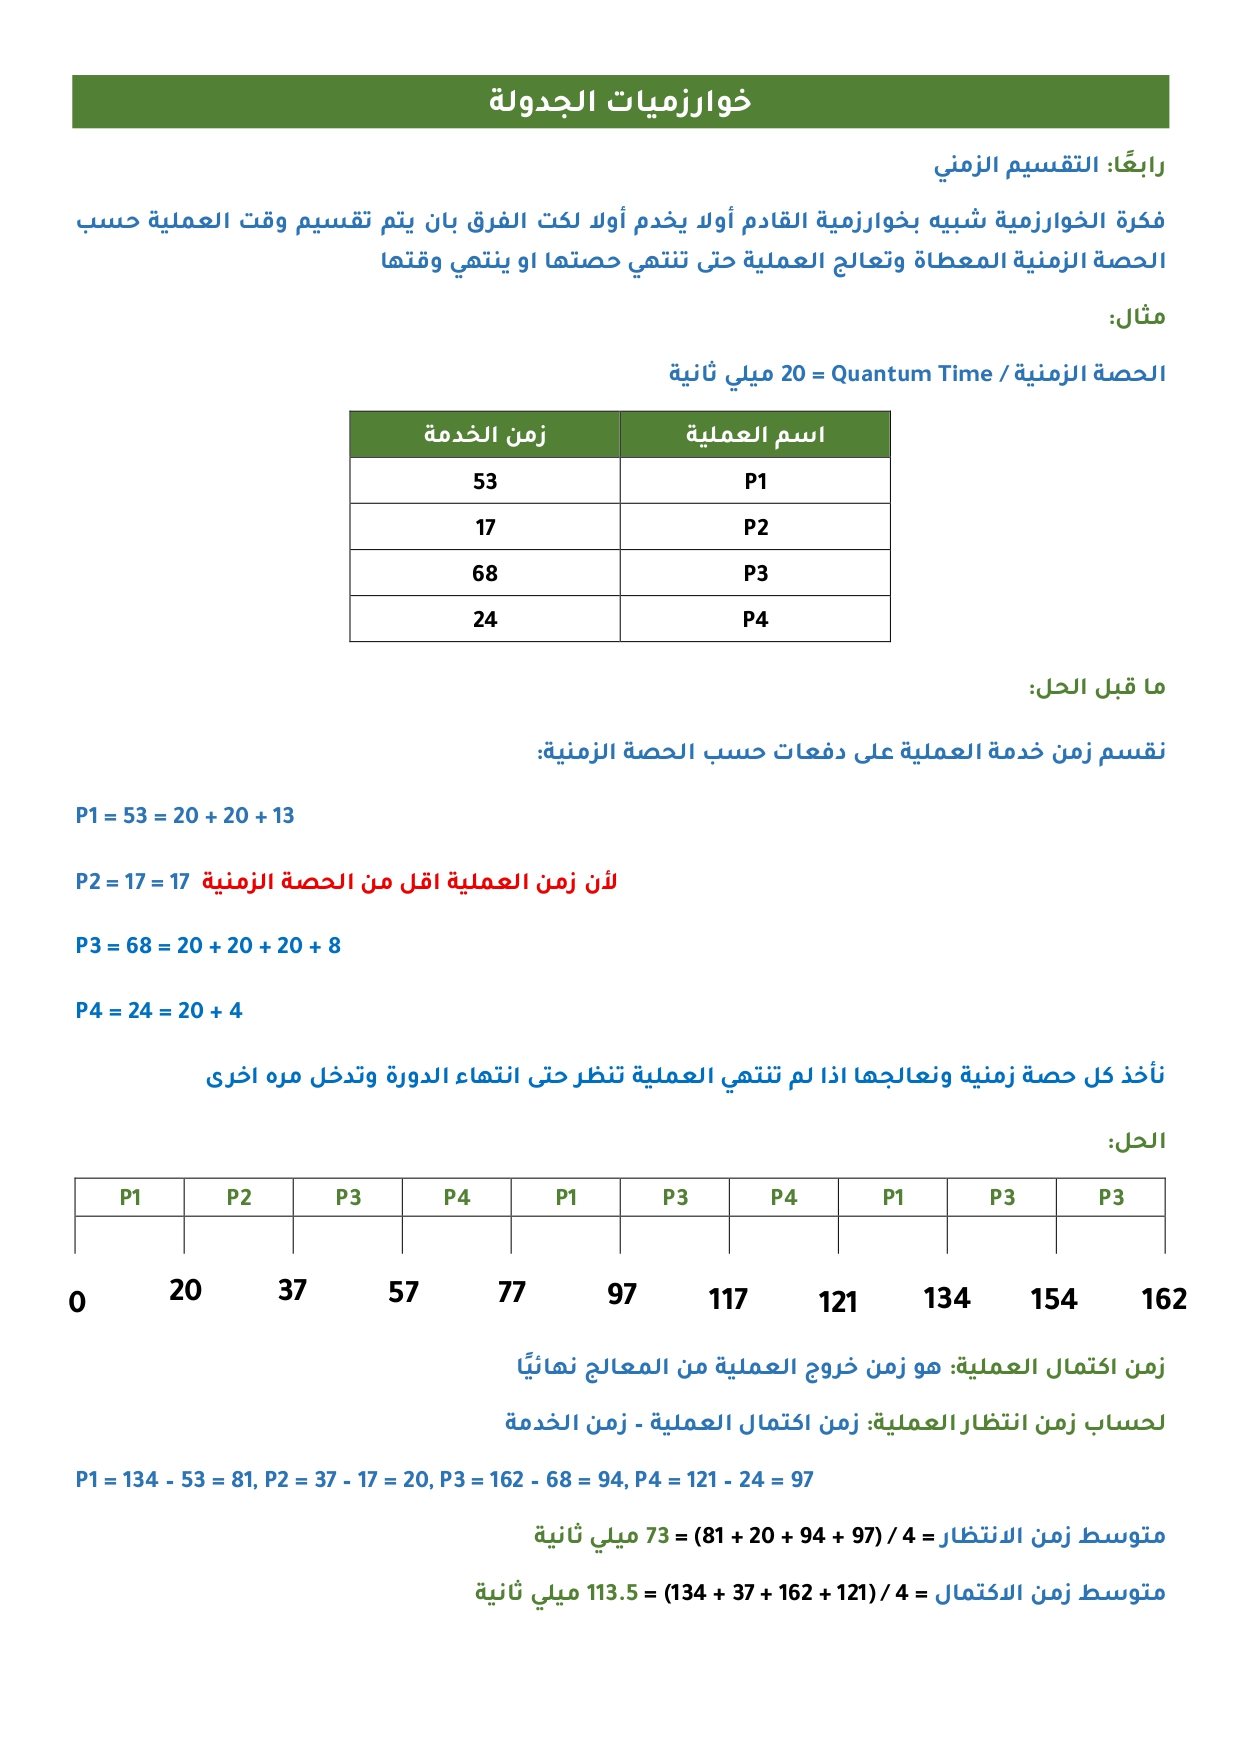 خوارزميات الجدولة
رابعًا: التقسيم الزمني
فكرة الخوارزمية شبيه بخوارزمية القادم أولا يخدم أولا لكت الفرق بان يتم تقسيم وقت العملية حسب
الحصة الزمنية المعطاة وتعالج العملية حتى تنتهي حصتها او ينتهي وقتها
مثال:
الحصة الزمنية / Quantum Time = 20 ميلي ثانية
اسم العملية زمن الخدمة
P1 53
P2 17
P3 68
P4 24
ما قبل الحل:
نقسم زمن خدمة العملية على دفعات حسب الحصة الزمنية:
P1 = 53 = 20 + 20 + 13
P2 = 17 = 17 لأن زمن العملية اقل من الحصة الزمنية
P3 = 68 = 20 + 20 + 20 + 8
P4 = 24 = 20 + 4
نأخذ كل حصة زمنية ونعالجها اذا لم تنتهي العملية تنظر حتى انتهاء الدورة وتدخل مره اخرى
الحل:
P1 P2 P3 P4 P1 P3 P4 P1 P3 P3
0 20 37 57 77 97 117 121 134 154 162
زمن اكتمال العملية: هو زمن خروج العملية من المعالج نهائيًا
لحساب زمن انتظار العملية: زمن اكتمال العملية – زمن الخدمة
P1 = 134 – 53 = 81, P2 = 37 – 17 = 20, P3 = 162 – 68 = 94, P4 = 121 – 24 = 97
متوسط زمن الانتظار = (81 + 20 + 94 + 97) / 4 = 73 ميلي ثانية
متوسط زمن الاكتمال = (134 + 37 + 162 + 121) / 4 = 113.5 ميلي ثانية